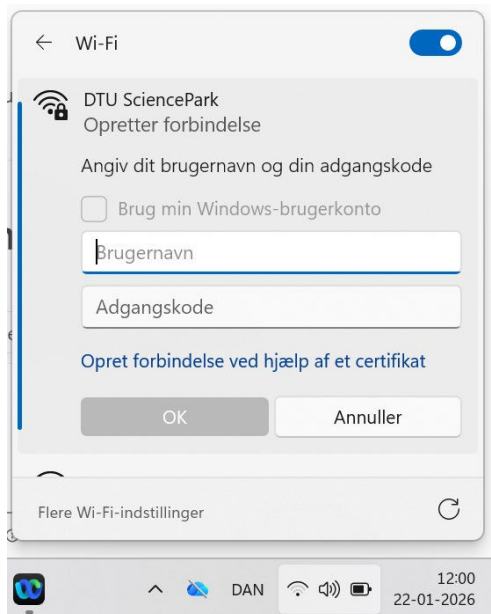 Wi-Fi
DTU SciencePark
Opretter forbindelse
Angiv dit brugernavn og din adgangskode
Brug min Windows-brugerkonto
Brugernavn
Adgangskode
Opret forbindelse ved hjælp af et certifikat
OK
Annuller
Flere Wi-Fi-indstillinger
DAN
12:00
22-01-2026